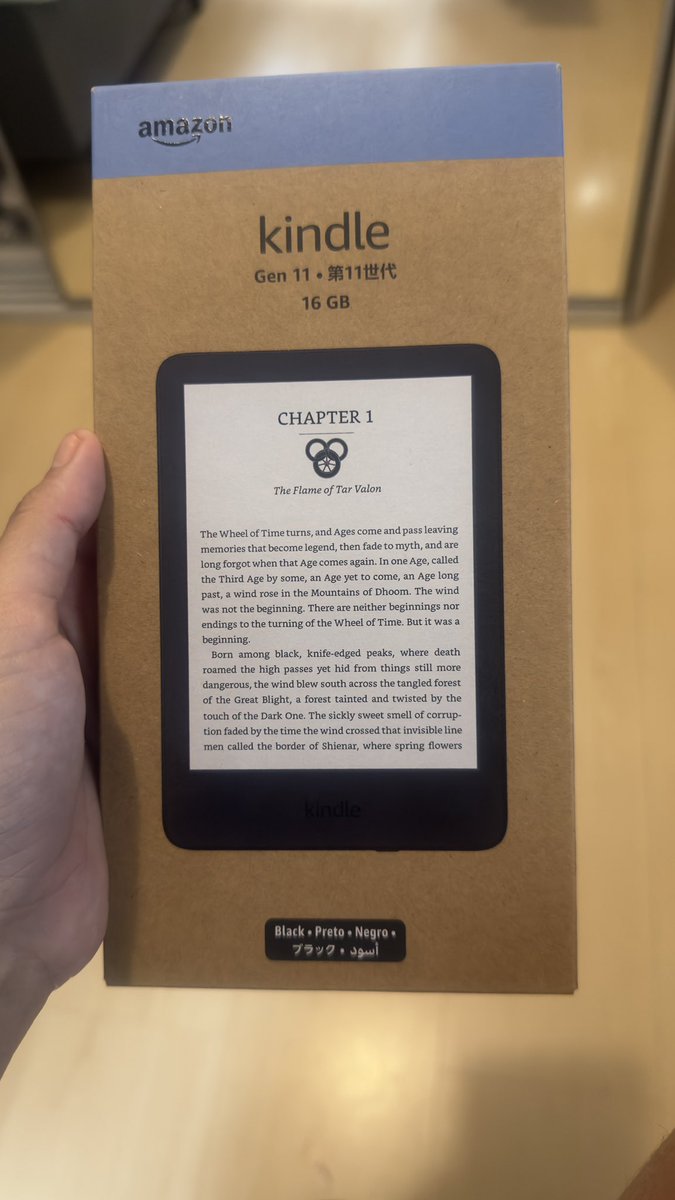 amazon
kindle
Gen 11 • 第11世代
16 GB
CHAPTER 1
The Flame of Tar Valon
The Wheel of Time turns, and Ages come and pass leaving
memories that become legend, then fade to myth, and are
long forgot when that Age comes again. In one Age, called
the Third Age by some, an Age yet to come, an Age long
past, a wind rose in the Mountains of Dhoom. The wind
was not the beginning. There are neither beginnings nor
endings to the turning of the Wheel of Time. But it was a
beginning.
Born among black, knife-edged peaks, where death
roamed the high passes yet hid from things still more
dangerous, the wind blew south across the tangled forest
of the Great Blight, a forest tainted and twisted by the
touch of the Dark One. The sickly sweet smell of corrup-
tion faded by the time the wind crossed that invisible line
men called the border of Shienar, where spring flowers
kindle
Black • Preto • Negro •
ブラック • أسود